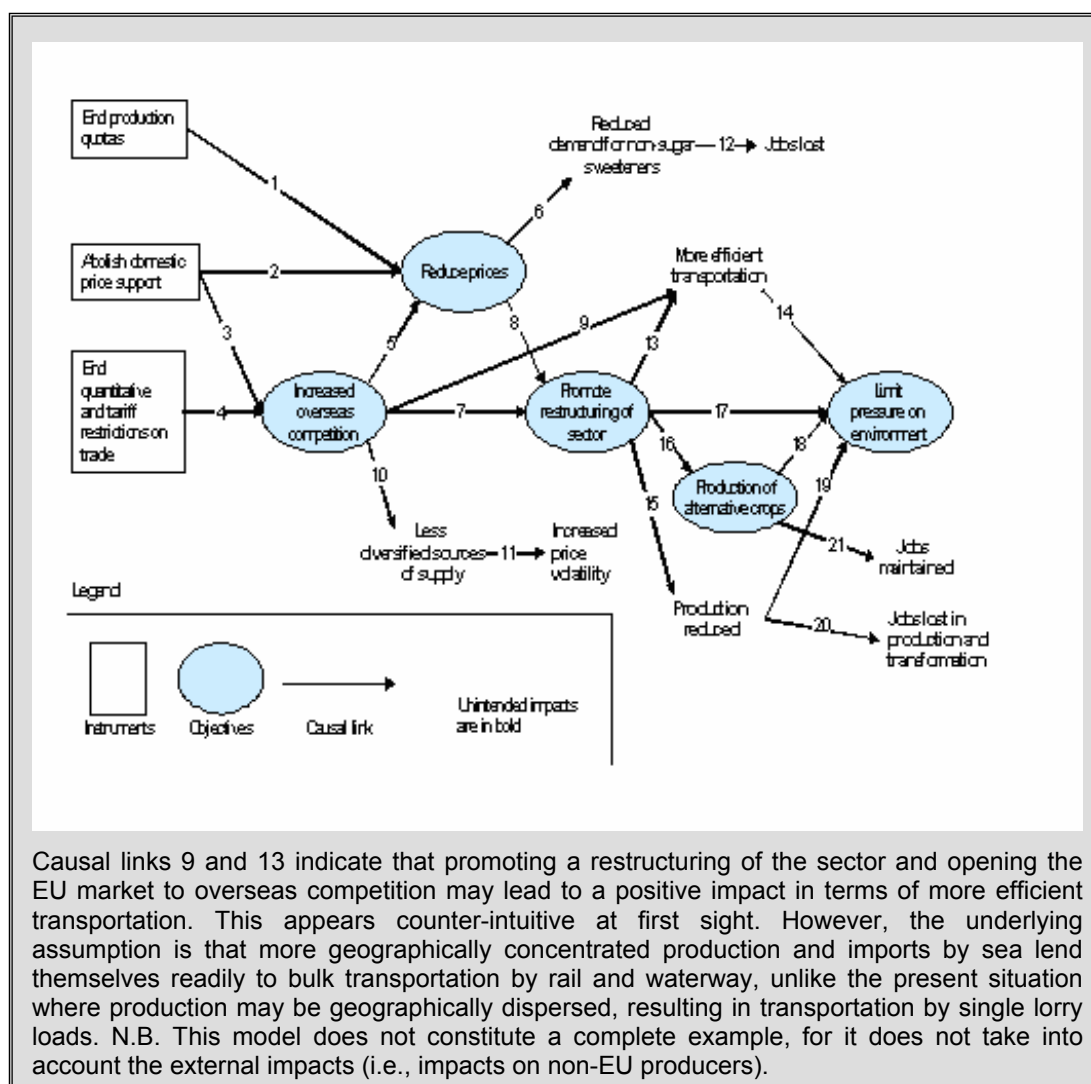 End production
quotas
1
Reduced
demand for non-sugar
sweeteners
12
Jobs lost
6
Abolish domestic
price support
2
Reduce prices
More efficient
transportation
3
5
8
9
13
14
End
quantitative
and tariff
restrictions on
trade
4
Increased
overseas
competition
7
Promote
restructuring of
sector
17
Limit
pressure on
environment
16
18
10
15
Production of
alternative crops
19
Less
diversified sources
of supply
11
Increased
price
volatility
21
Jobs
maintained
Production
reduced
20
Jobs lost in
production and
transformation
Legend
Instruments
Objectives
Causal link
Unintended impacts
are in bold
Causal links 9 and 13 indicate that promoting a restructuring of the sector and opening the
EU market to overseas competition may lead to a positive impact in terms of more efficient
transportation. This appears counter-intuitive at first sight. However, the underlying
assumption is that more geographically concentrated production and imports by sea lend
themselves readily to bulk transportation by rail and waterway, unlike the present situation
where production may be geographically dispersed, resulting in transportation by single lorry
loads. N.B. This model does not constitute a complete example, for it does not take into
account the external impacts (i.e., impacts on non-EU producers).